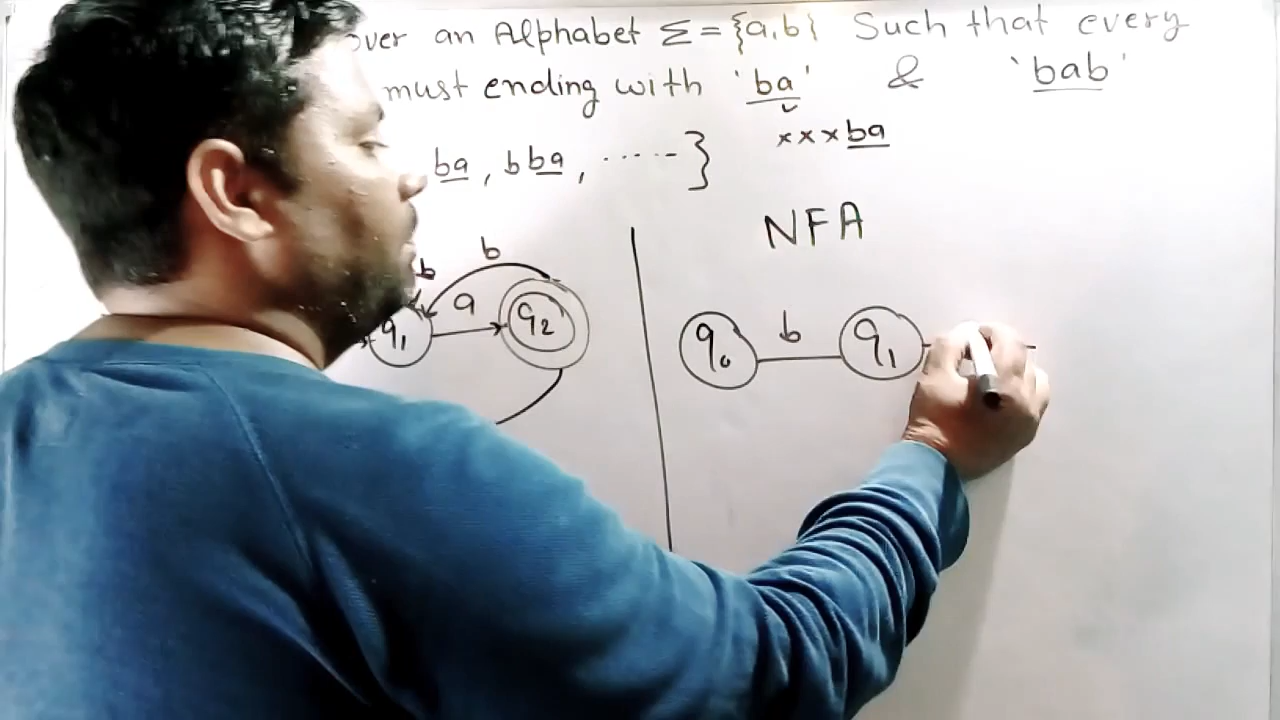 over an Alphabet Σ = {a,b} Such that every
must ending with 'ba' & 'bab'
ba, bba, ......} xxxba
NFA
b b
q1 a q2
q0 b q1